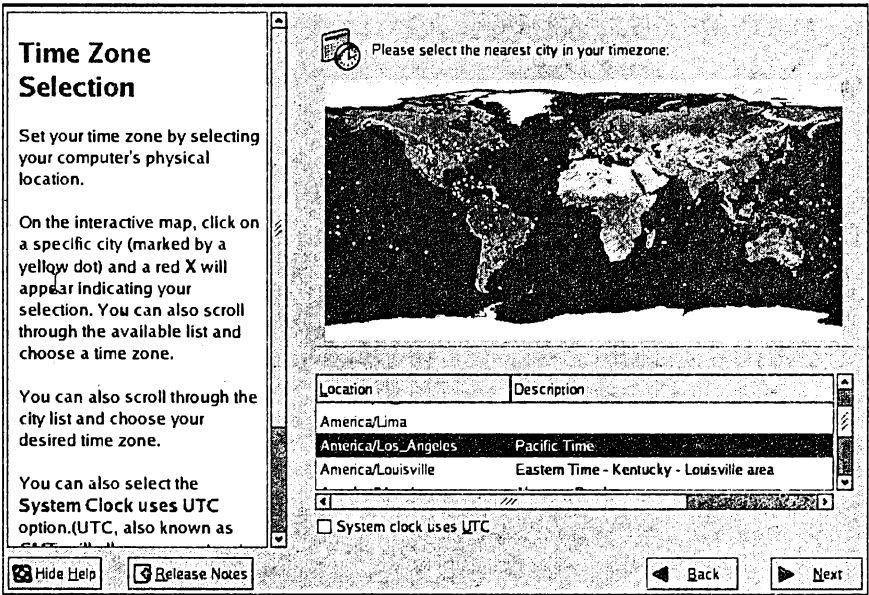 Time Zone
Selection
Set your time zone by selecting
your computer's physical
location.
On the interactive map, click on
a specific city (marked by a
yellow dot) and a red X will
appear indicating your
selection. You can also scroll
through the available list and
choose a time zone.
You can also scroll through the
city list and choose your
desired time zone.
You can also select the
System Clock uses UTC
option.(UTC, also known as
Please select the nearest city in your timezone:
Location Description
America/Lima
America/Los_Angeles Pacific Time
America/Louisville Eastern Time - Kentucky - Louisville area
System clock uses UTC
Hide Help Release Notes Back Next